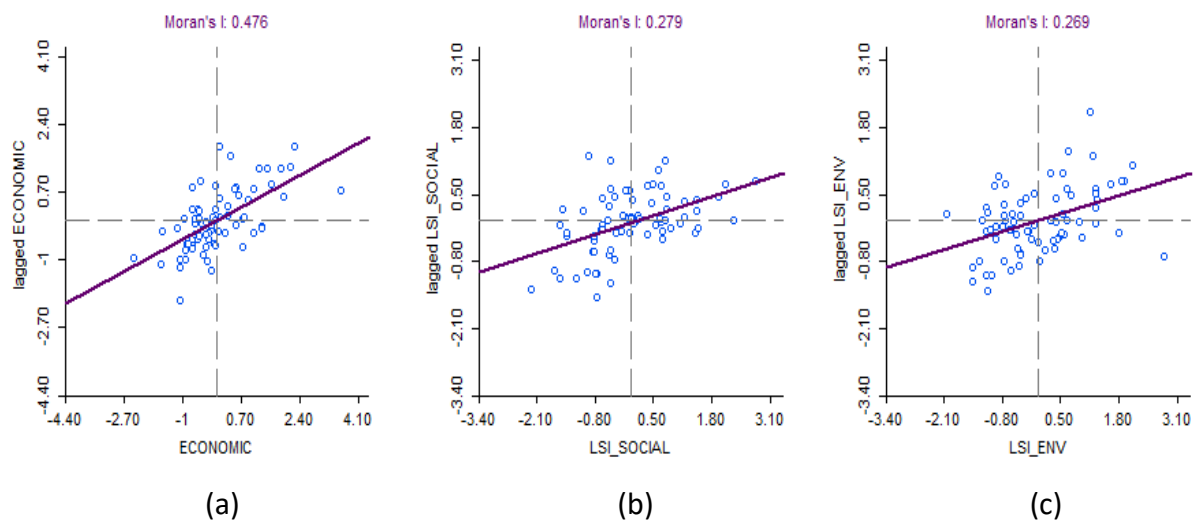 Moran's I: 0.476
4.10
2.40
0.70
-1
-2.70
-4.40
lagged ECONOMIC
-4.40 -2.70 -1 0.70 2.40 4.10
ECONOMIC
(a)
Moran's I: 0.279
3.10
1.80
0.50
-0.80
-2.10
-3.40
lagged LSI_SOCIAL
-3.40 -2.10 -0.80 0.50 1.80 3.10
LSI_SOCIAL
(b)
Moran's I: 0.269
3.10
1.80
0.50
-0.80
-2.10
-3.40
lagged LSI_ENV
-3.40 -2.10 -0.80 0.50 1.80 3.10
LSI_ENV
(c)